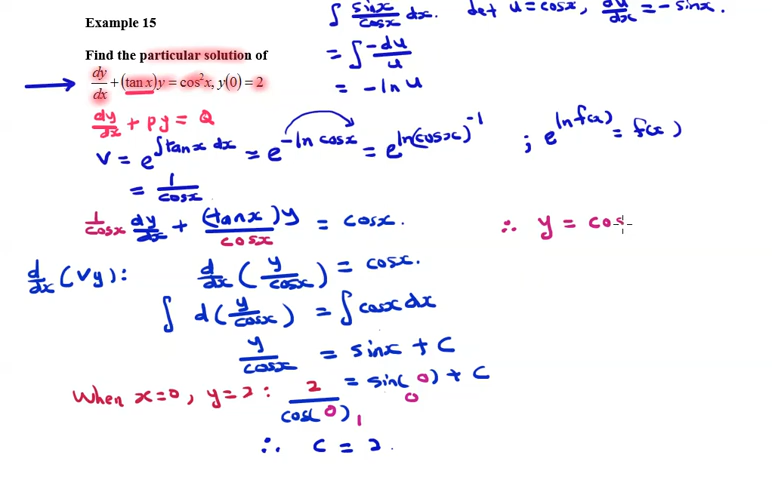 Example 15
Find the particular solution of
dy/dx + (tan x)y = cos²x, y(0) = 2
∫ sinx/cosx dx. Let u = cosx, du/dx = -sinx.
= ∫ -du/u
= -ln u
dy/dx + py = Q
V = e^∫tanx dx = e^-ln cosx = e^ln(cosx)^-1 ; e^ln f(x) = f(x)
= 1/cosx
1/cosx dy/dx + (tanx)y/cosx = cosx.
∴ y = cos
d/dx (Vy): d/dx (y/cosx) = cosx.
∫ d(y/cosx) = ∫ cosx dx
y/cosx = sinx + C
When x=0, y=2: 2/cos(0) 1 = sin(0) 0 + C
∴ C = 2.